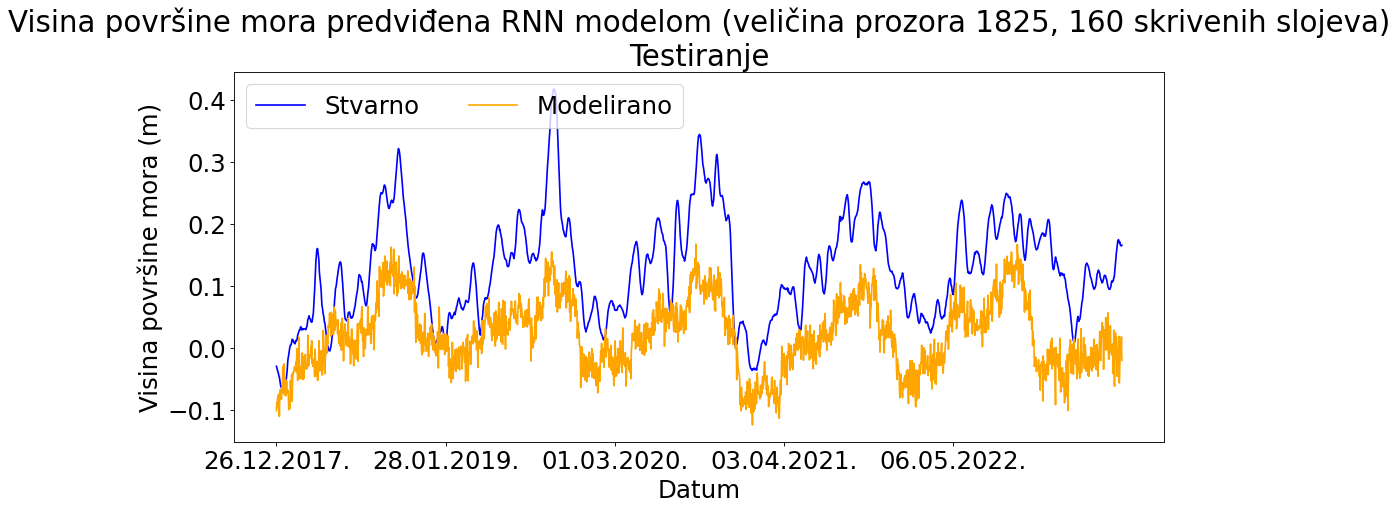 Visina površine mora predviđena RNN modelom (veličina prozora 1825, 160 skrivenih slojeva)
Testiranje
Stvarno
Modelirano
Visina površine mora (m)
0.4
0.3
0.2
0.1
0.0
−0.1
26.12.2017.
28.01.2019.
01.03.2020.
03.04.2021.
06.05.2022.
Datum